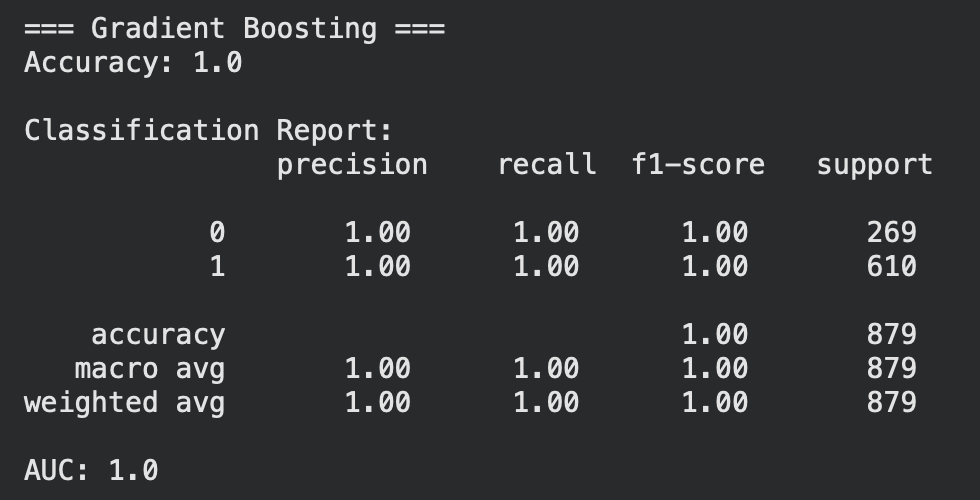 === Gradient Boosting ===
Accuracy: 1.0
Classification Report:
precision recall f1-score support
0 1.00 1.00 1.00 269
1 1.00 1.00 1.00 610
accuracy 1.00 879
macro avg 1.00 1.00 1.00 879
weighted avg 1.00 1.00 1.00 879
AUC: 1.0